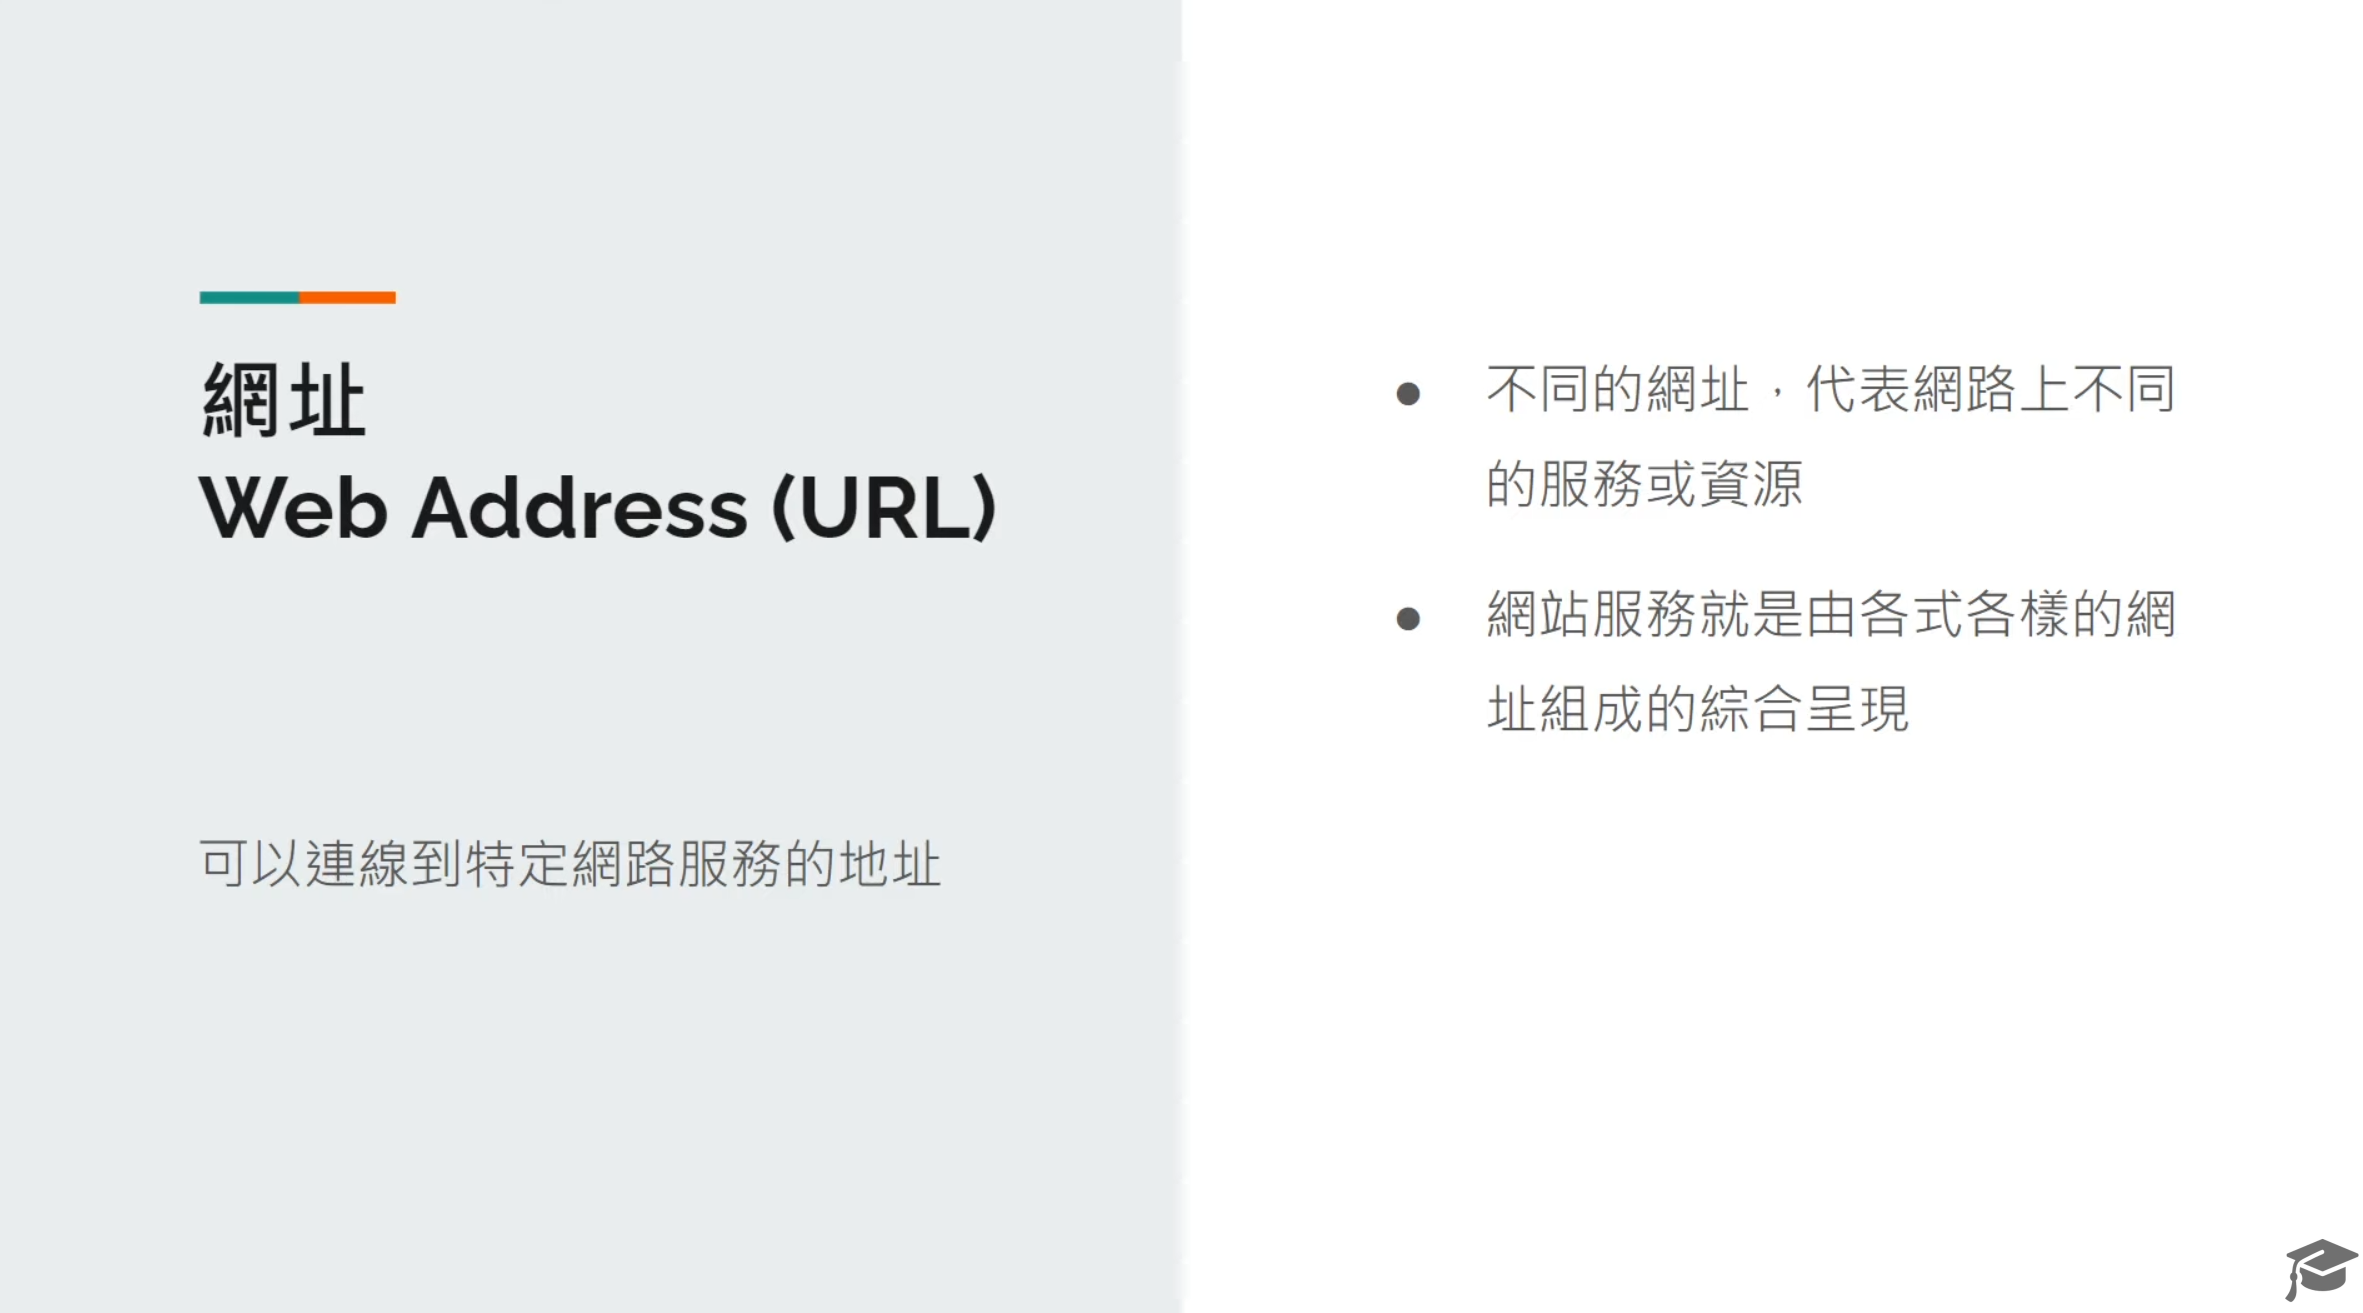 網址
Web Address (URL)
可以連線到特定網路服務的地址
不同的網址，代表網路上不同
的服務或資源
網站服務就是由各式各樣的網
址組成的綜合呈現